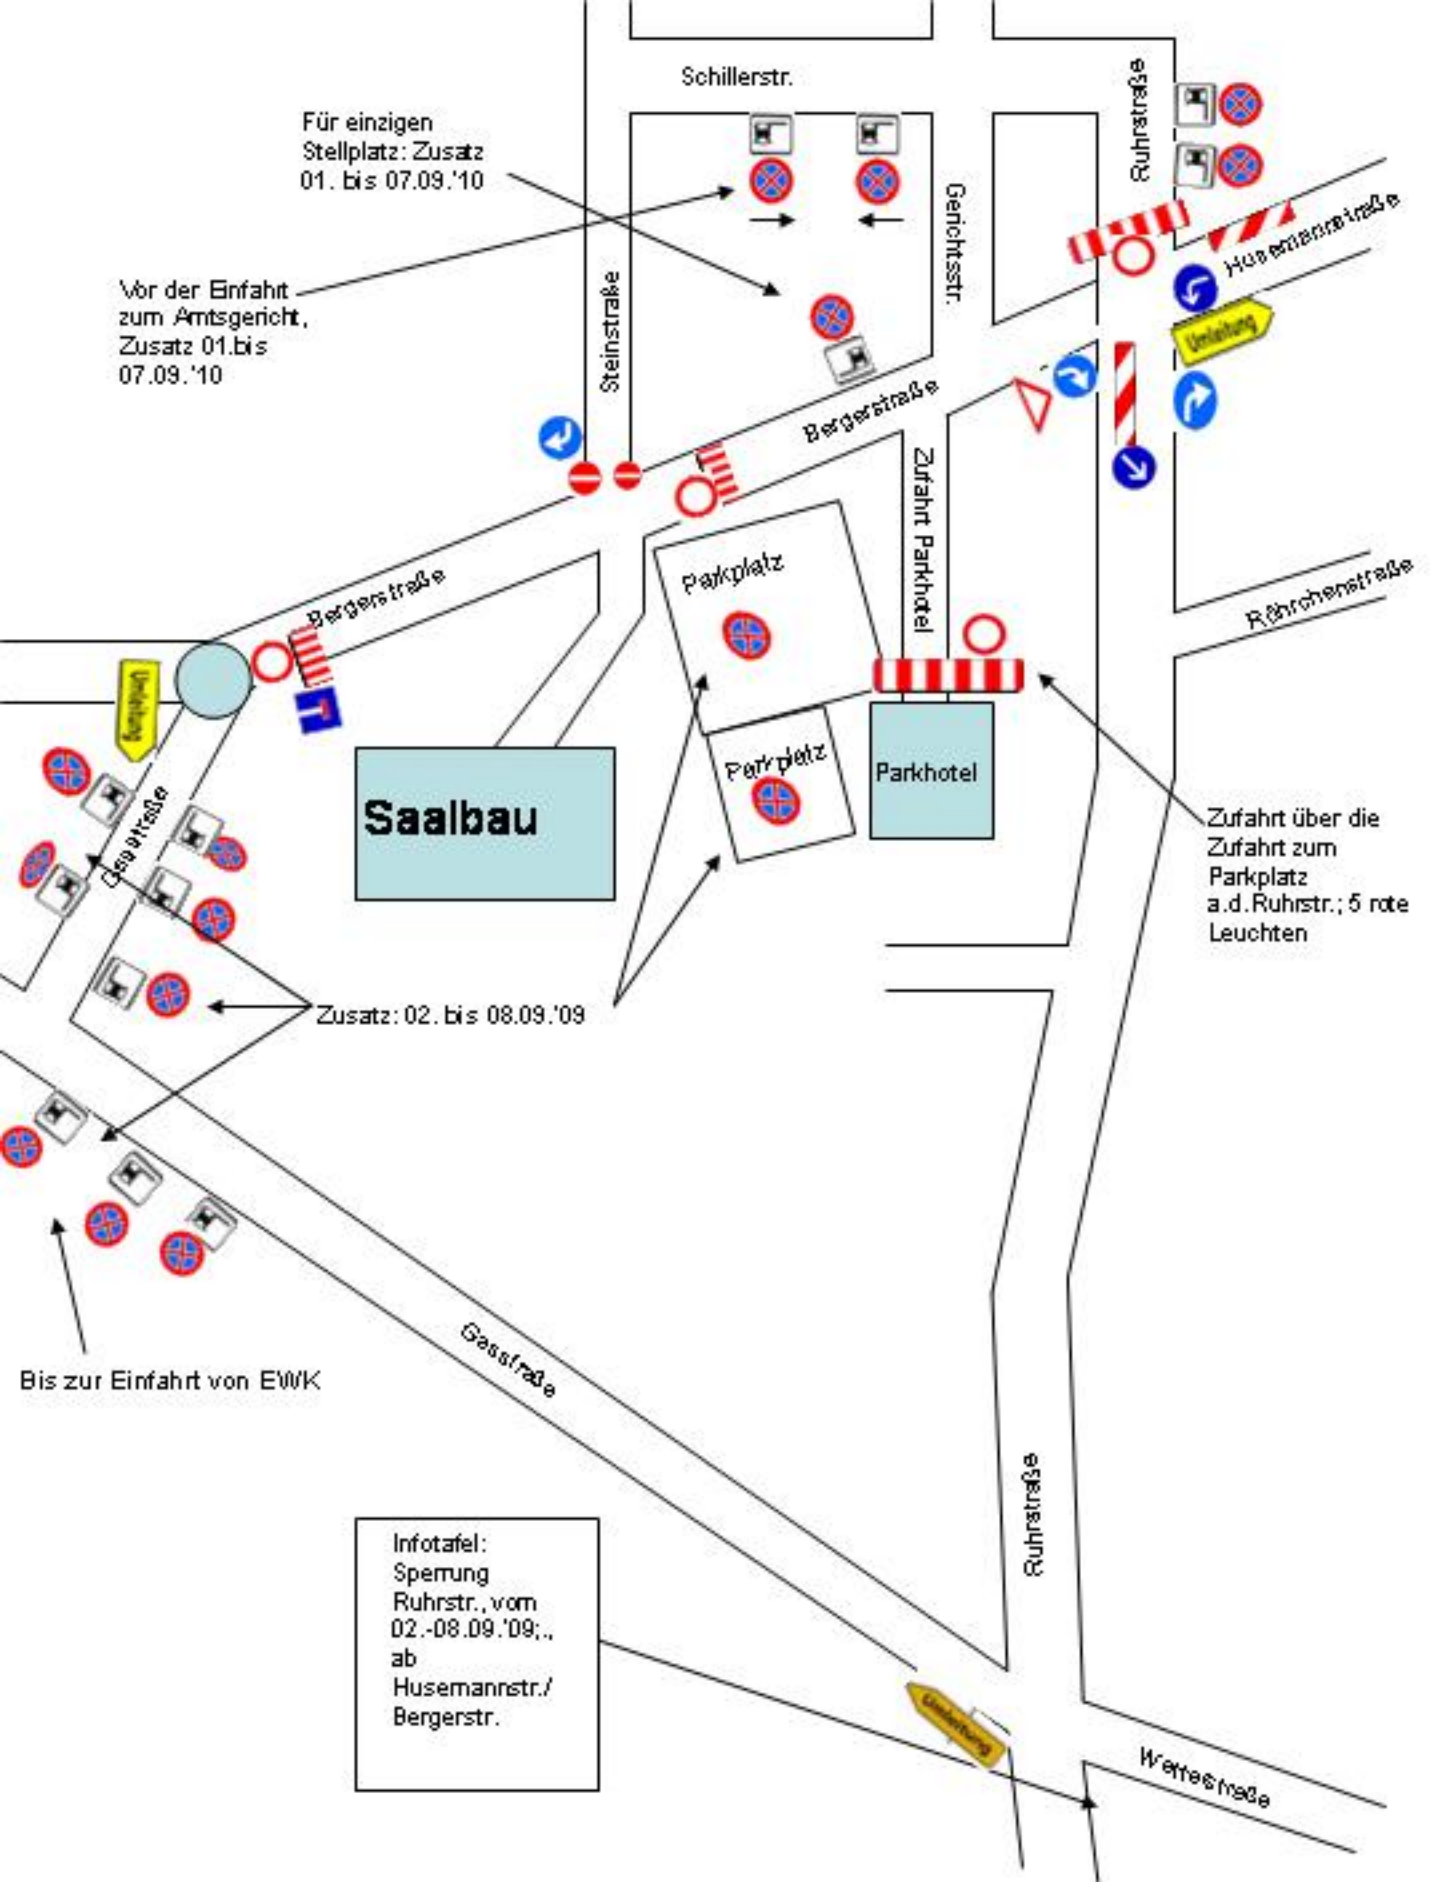 Schillerstr.
Ruhrstraße
Für einzigen
Stellplatz: Zusatz
01. bis 07.09.'10
Gerichtsstr.
Husemannstraße
Vor der Einfahrt
zum Amtsgericht,
Zusatz 01.bis
07.09.'10
Steinstraße
Umleitung
Bergerstraße
Zufahrt Parkhotel
Parkplatz
Röhrchenstraße
Bergerstraße
Umleitung
Parkplatz
Parkhotel
Saalbau
Gasstraße
Zufahrt über die
Zufahrt zum
Parkplatz
a.d.Ruhrstr.; 5 rote
Leuchten
Zusatz: 02. bis 08.09.'09
Bis zur Einfahrt von EWK
Gasstraße
Ruhrstraße
Infotafel:
Sperrung
Ruhrstr., vom
02.-08.09.'09;.,
ab
Husemannstr./
Bergerstr.
Umleitung